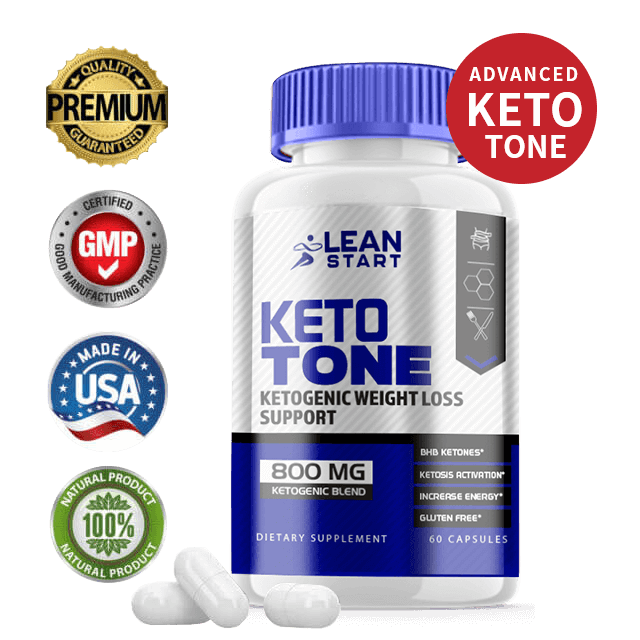 QUALITY
PREMIUM
GUARANTEED
CERTIFIED
GMP
GOOD MANUFACTURING PRACTICE
MADE IN
USA
NATURAL PRODUCT
100%
NATURAL PRODUCT
ADVANCED
KETO
TONE
LEAN
START
KETO
TONE
KETOGENIC WEIGHT LOSS
SUPPORT
800 MG
KETOGENIC BLEND
BHB KETONES*
KETOSIS ACTIVATION*
INCREASE ENERGY*
GLUTEN FREE*
DIETARY SUPPLEMENT
60 CAPSULES